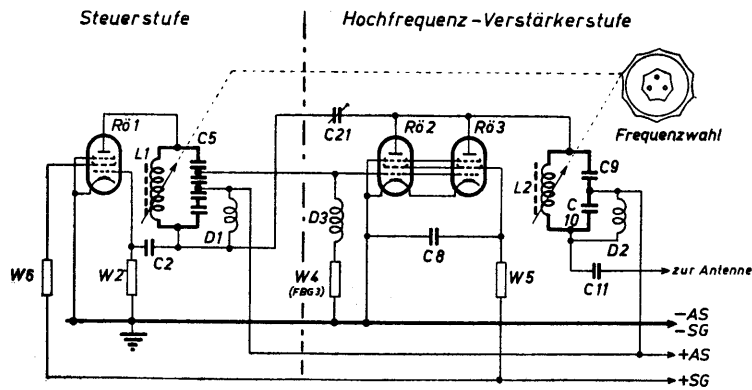 Steuerstufe
Hochfrequenz-Verstärkerstufe
Rö1
C5
C21
Rö2
Rö3
Frequenzwahl
L1
L2
C9
C
10
D3
D1
D2
C2
C8
W6
W2
W4
(FBG3)
W5
C11
zur Antenne
-AS
-SG
+AS
+SG